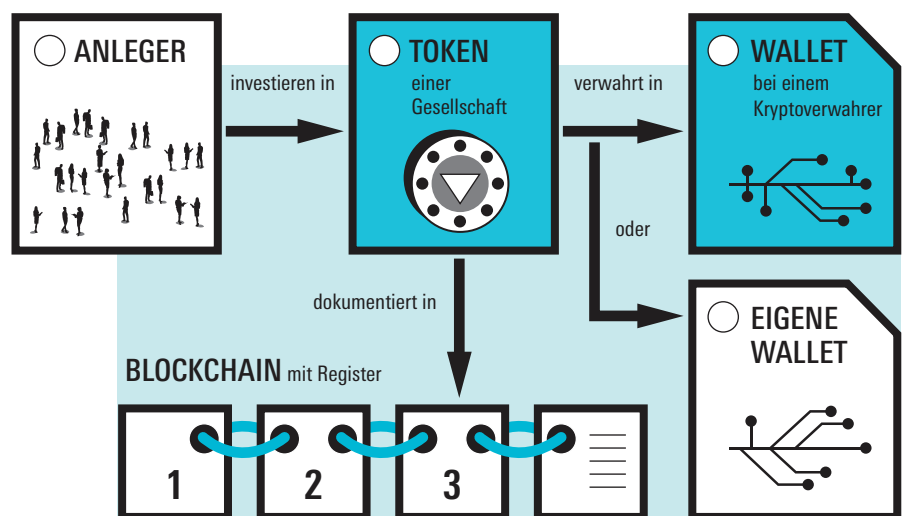 ANLEGER
investieren in
TOKEN
einer
Gesellschaft
verwahrt in
WALLET
bei einem
Kryptoverwahrer
oder
dokumentiert in
EIGENE
WALLET
BLOCKCHAIN mit Register
1
2
3